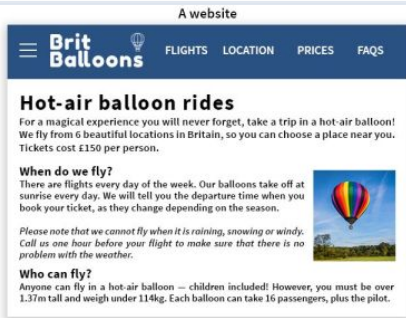 A website
Brit
Balloons
FLIGHTS LOCATION PRICES FAQS
Hot-air balloon rides
For a magical experience you will never forget, take a trip in a hot-air balloon!
We fly from 6 beautiful locations in Britain, so you can choose a place near you.
Tickets cost £150 per person.
When do we fly?
There are flights every day of the week. Our balloons take off at
sunrise every day. We will tell you the departure time when you
book your ticket, as they change depending on the season.
Please note that we cannot fly when it is raining, snowing or windy.
Call us one hour before your flight to make sure that there is no
problem with the weather.
Who can fly?
Anyone can fly in a hot-air balloon — children included! However, you must be over
1.37m tall and weigh under 114kg. Each balloon can take 16 passengers, plus the pilot.